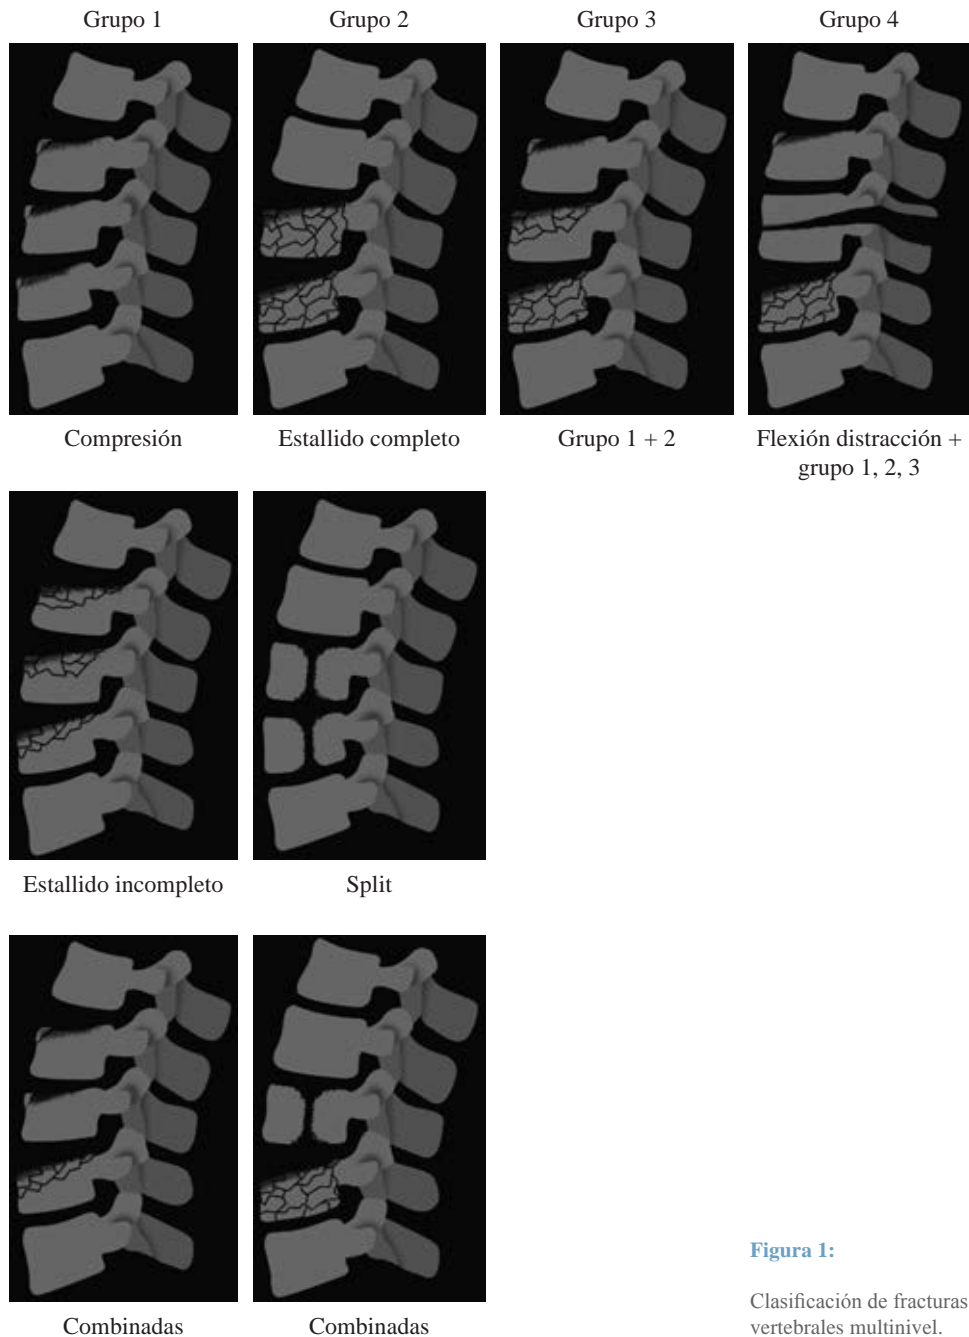 Grupo 1
Grupo 2
Grupo 3
Grupo 4
Compresión
Estallido completo
Grupo 1 + 2
Flexión distracción +
grupo 1, 2, 3
Estallido incompleto
Split
Combinadas
Combinadas
Figura 1:
Clasificación de fracturas
vertebrales multinivel.